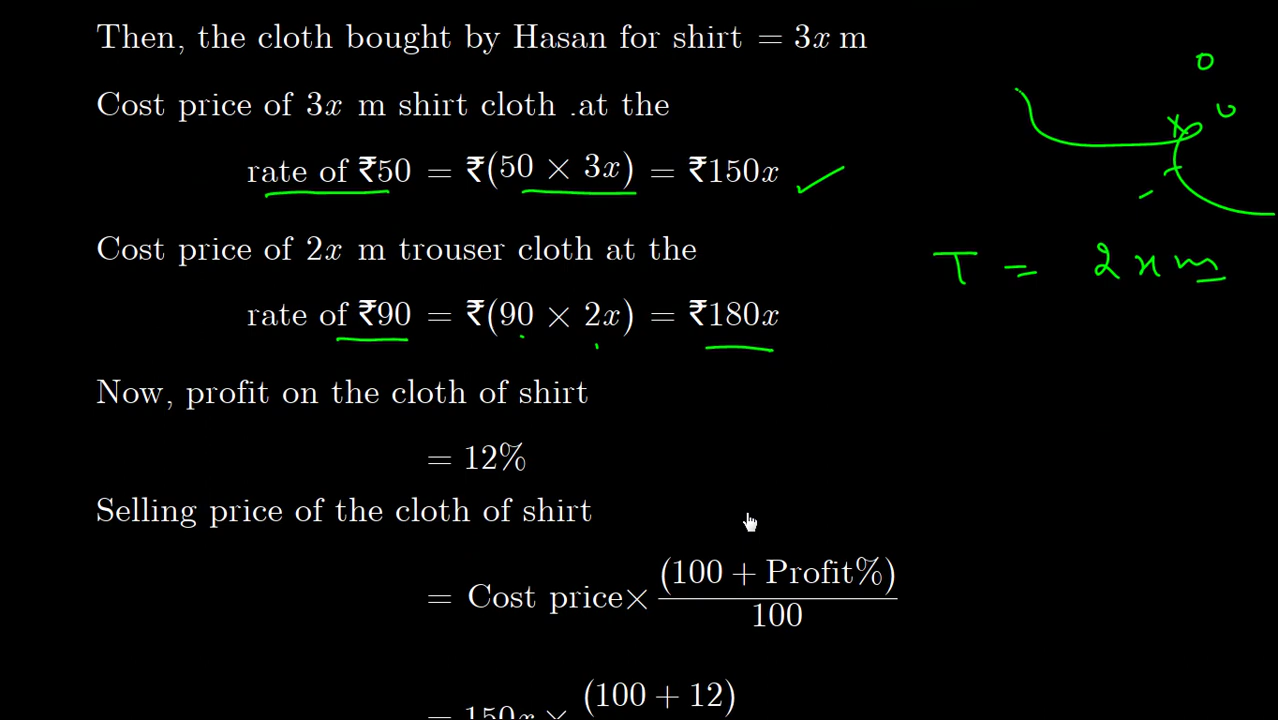 Then, the cloth bought by Hasan for shirt = 3x m
Cost price of 3x m shirt cloth .at the
rate of ₹50 = ₹(50 × 3x) = ₹150x
Cost price of 2x m trouser cloth at the
T = 2x m
rate of ₹90 = ₹(90 × 2x) = ₹180x
Now, profit on the cloth of shirt
= 12%
Selling price of the cloth of shirt
= Cost price× (100 + Profit%)
100
= 150x × (100 + 12)